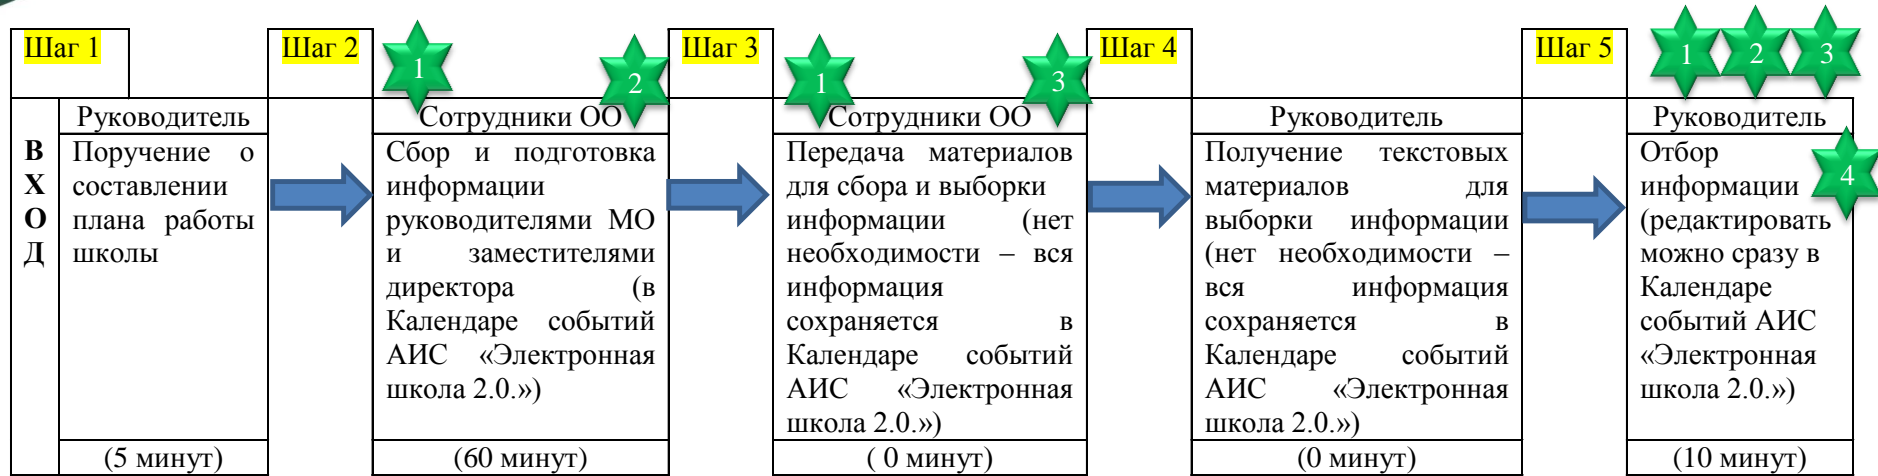 Шаг 1
Шаг 2
1
2
Шаг 3
1
3
Шаг 4
Шаг 5
1
2
3
В
Х
О
Д
Руководитель
Поручение о
составлении
плана работы
школы
(5 минут)
Сотрудники ОО
Сбор и подготовка
информации
руководителями МО
и заместителями
директора (в
Календаре событий
АИС «Электронная
школа 2.0.»)
(60 минут)
Сотрудники ОО
Передача материалов
для сбора и выборки
информации (нет
необходимости – вся
информация
сохраняется в
Календаре событий
АИС «Электронная
школа 2.0.»)
( 0 минут)
Руководитель
Получение текстовых
материалов для
выборки информации
(нет необходимости –
вся информация
сохраняется в
Календаре событий
АИС «Электронная
школа 2.0.»)
(0 минут)
Руководитель
Отбор
информации
(редактировать
можно сразу в
Календаре
событий АИС
«Электронная
школа 2.0.»)
4
(10 минут)